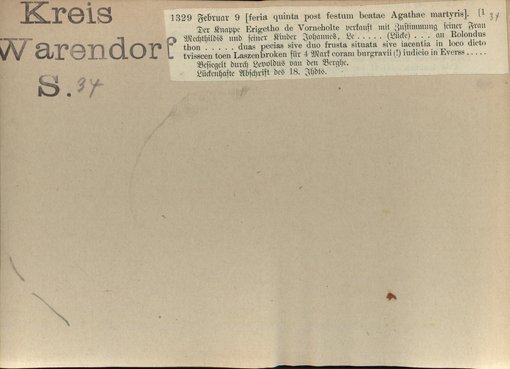 Kreis
Warendorf
S. 34
1329 Februar 9 [feria quinta post festum beatae Agathae martyris]. [1
34
Der Knappe Erigetho de Vorneholte verkauft mit Zustimmung seiner Frau
Mechthildis und seiner Kinder Johannes, Le ..... (Lücke) ... an Rolondus
thon ..... duas pecias sive duo frusta situata sive iacentia in loco dicto
tvisscen toen Laszenbroken für 4 Mark coram burgravii (!) iudicio in Everss .....
Besiegelt durch Levoldus van den Berghe.
Lückenhafte Abschrift des 18. Jhdts.